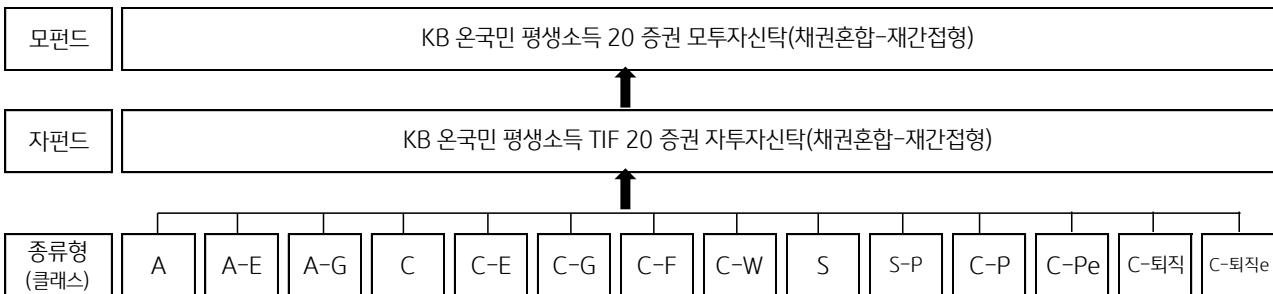 모펀드
KB 온국민 평생소득 20 증권 모투자신탁(채권혼합-재간접형)
자펀드
KB 온국민 평생소득 TIF 20 증권 자투자신탁(채권혼합-재간접형)
종류형
(클래스)
A
A-E
A-G
C
C-E
C-G
C-F
C-W
S
S-P
C-P
C-Pe
C-퇴직
C-퇴직e